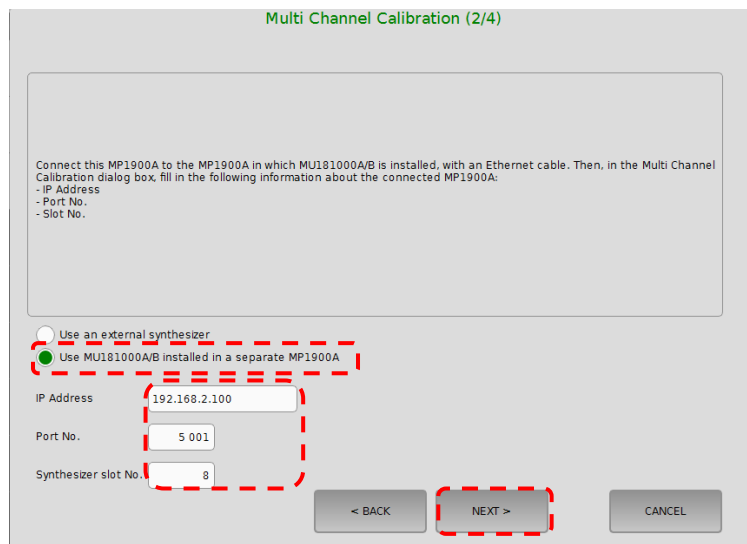 Multi Channel Calibration (2/4)
Connect this MP1900A to the MP1900A in which MU181000A/B is installed, with an Ethernet cable. Then, in the Multi Channel
Calibration dialog box, fill in the following information about the connected MP1900A:
- IP Address
- Port No.
- Slot No.
Use an external synthesizer
Use MU181000A/B installed in a separate MP1900A
IP Address 192.168.2.100
Port No. 5 001
Synthesizer slot No. 8
< BACK NEXT > CANCEL